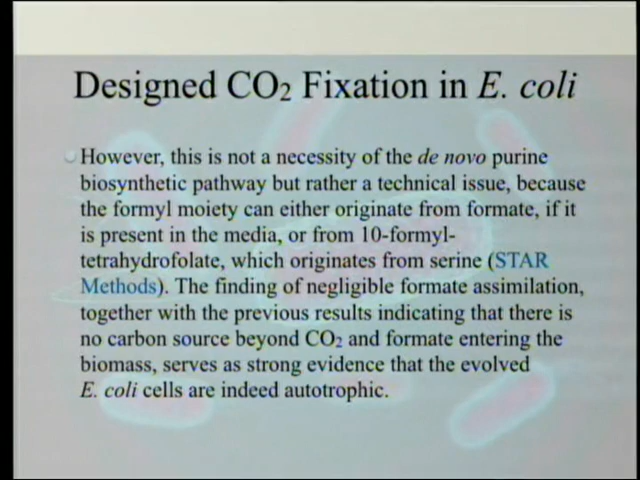 Designed CO₂ Fixation in E. coli
However, this is not a necessity of the de novo purine
biosynthetic pathway but rather a technical issue, because
the formyl moiety can either originate from formate, if it
is present in the media, or from 10-formyl-
tetrahydrofolate, which originates from serine (STAR
Methods). The finding of negligible formate assimilation,
together with the previous results indicating that there is
no carbon source beyond CO₂ and formate entering the
biomass, serves as strong evidence that the evolved
E. coli cells are indeed autotrophic.